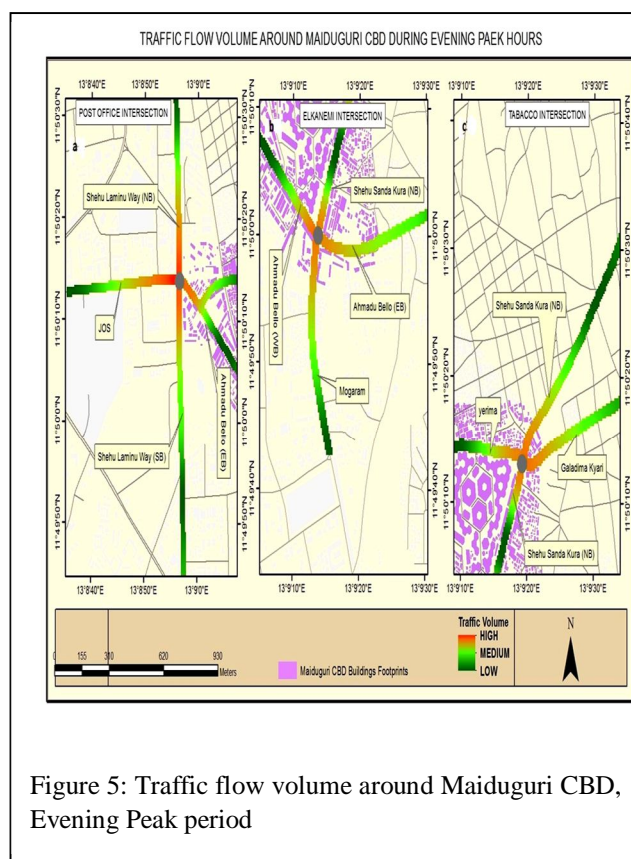 TRAFFIC FLOW VOLUME AROUND MAIDUGURI CBD DURING EVENING PAEK HOURS
13°8'40"E 13°8'50"E 13°9'0"E
13°9'10"E 13°9'20"E 13°9'30"E
13°9'10"E 13°9'20"E 13°9'30"E
POST OFFICE INTERSECTION
a
Shehu Laminu Way (NB)
JOS
Ahmadu Bello (EB)
Shehu Laminu Way (SB)
11°50'30"N
11°50'20"N
11°50'10"N
11°50'0"N
11°49'50"N
13°8'40"E 13°8'50"E 13°9'0"E
ELKANEMI INTERSECTION
b
Shehu Sanda Kura (NB)
Ahmadu Bello (WB)
Ahmadu Bello (EB)
Mogaram
11°50'20"N
11°50'10"N
11°50'0"N
11°49'50"N
11°49'40"N
13°9'10"E 13°9'20"E 13°9'30"E
TABACCO INTERSECTION
c
Shehu Sanda Kura (NB)
yerima
Galadima Kyari
Shehu Sanda Kura (NB)
11°50'40"N
11°50'30"N
11°50'20"N
11°50'10"N
13°9'10"E 13°9'20"E 13°9'30"E
0 155 310 620 930
Meters
Maiduguri CBD Buildings Footprints
Traffic Volume
HIGH
MEDIUM
LOW
N
Figure 5: Traffic flow volume around Maiduguri CBD,
Evening Peak period